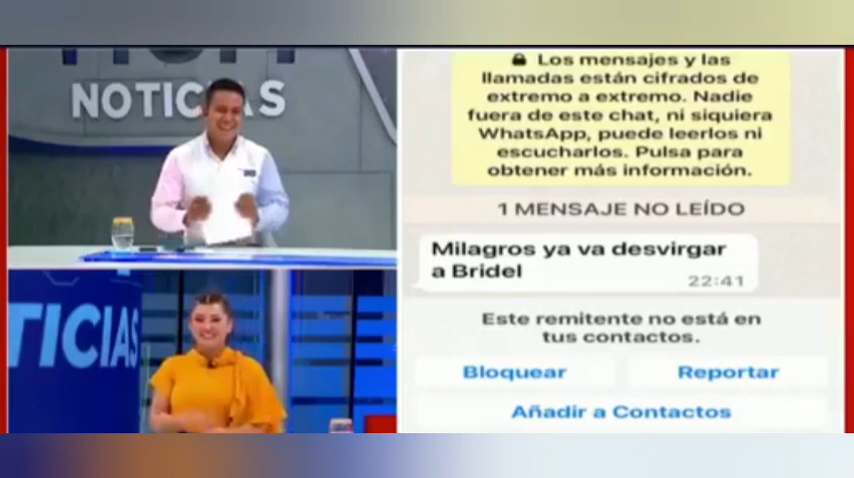 NOTICIAS
TICIAS
Los mensajes y las
llamadas están cifrados de
extremo a extremo. Nadie
fuera de este chat, ni siquiera
WhatsApp, puede leerlos ni
escucharlos. Pulsa para
obtener más información.
1 MENSAJE NO LEÍDO
Milagros ya va desvirgar
a Bridel
22:41
Este remitente no está en
tus contactos.
Bloquear
Reportar
Añadir a Contactos